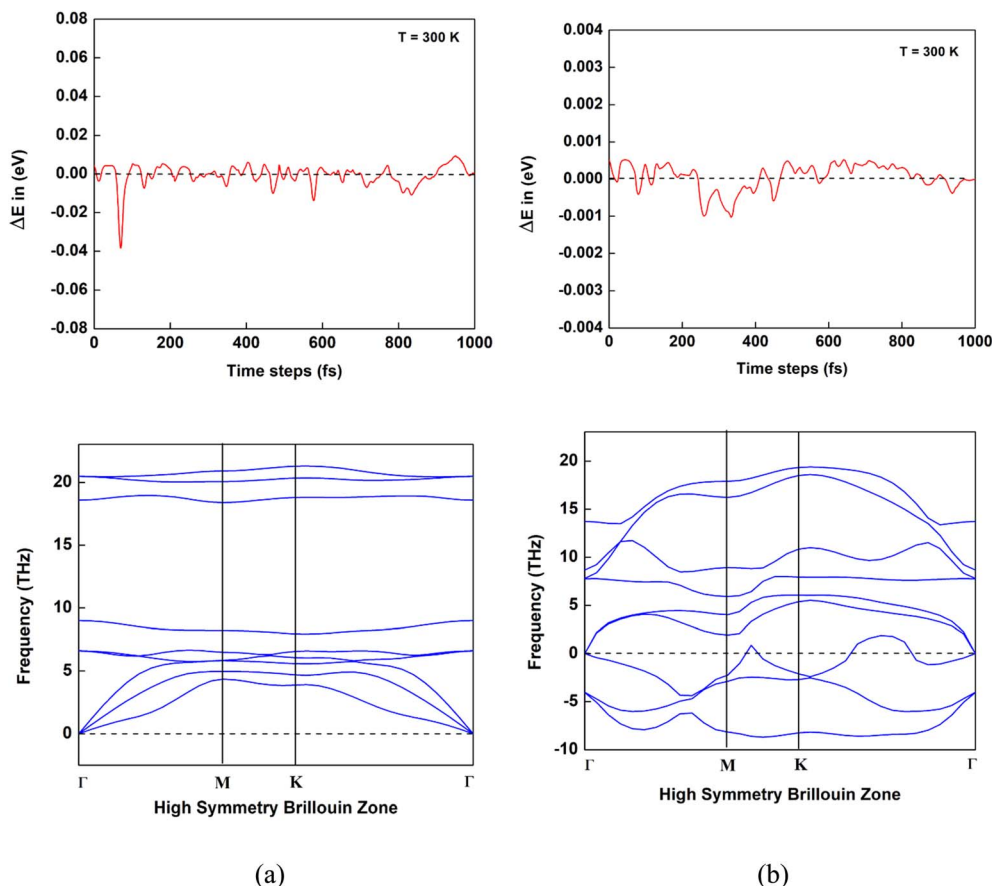 0.08
0.06
0.04
0.02
0.00
-0.02
-0.04
-0.06
-0.08
ΔE in (eV)
T = 300 K
0 200 400 600 800 1000
Time steps (fs)
0.004
0.003
0.002
0.001
0.000
-0.001
-0.002
-0.003
-0.004
ΔE in (eV)
T = 300 K
0 200 400 600 800 1000
Time steps (fs)
20
15
10
5
0
Frequency (THz)
Γ M K Γ
High Symmetry Brillouin Zone
20
15
10
5
0
-5
-10
Frequency (THz)
Γ M K Γ
High Symmetry Brillouin Zone
(a) (b)